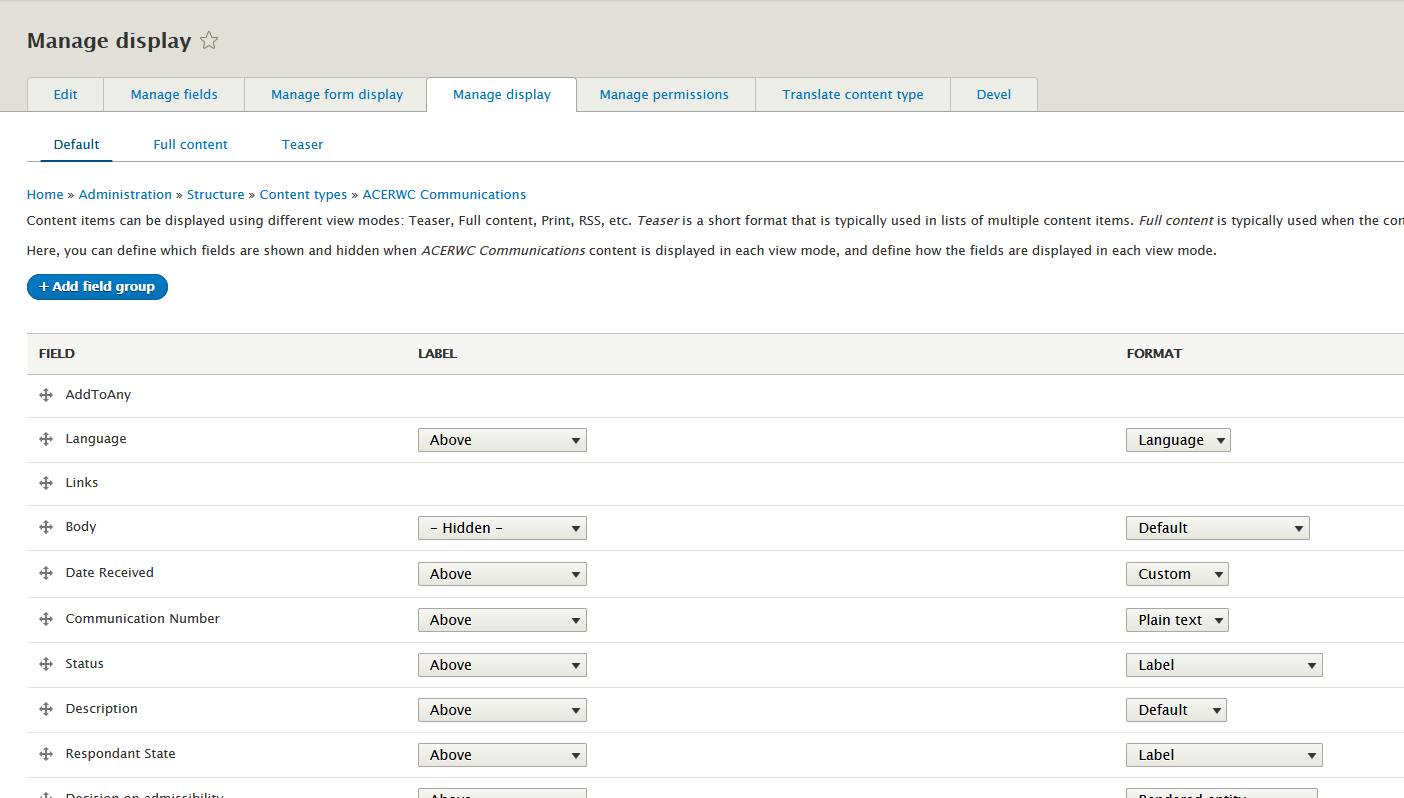 Manage display
Edit Manage fields Manage form display Manage display Manage permissions Translate content type Devel
Default Full content Teaser
Home » Administration » Structure » Content types » ACERWC Communications
Content items can be displayed using different view modes: Teaser, Full content, Print, RSS, etc. Teaser is a short format that is typically used in lists of multiple content items. Full content is typically used when the con
Here, you can define which fields are shown and hidden when ACERWC Communications content is displayed in each view mode, and define how the fields are displayed in each view mode.
+ Add field group
FIELD LABEL FORMAT
AddToAny
Language Above Language
Links
Body - Hidden - Default
Date Received Above Custom
Communication Number Above Plain text
Status Above Label
Description Above Default
Respondant State Above Label
Decision on admissibility Above Rendered entity